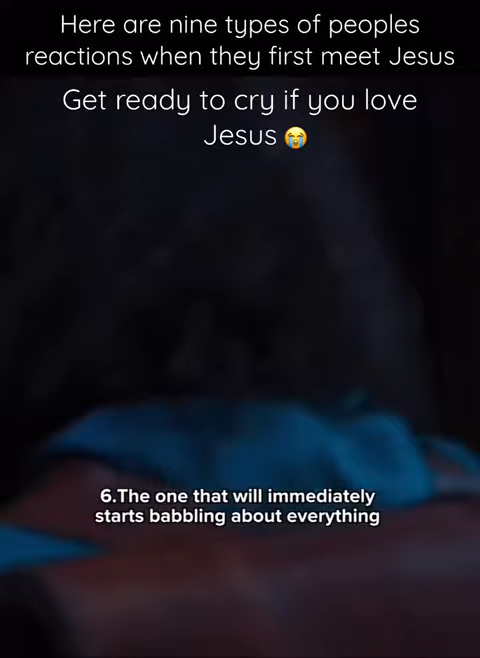 Here are nine types of peoples
reactions when they first meet Jesus
Get ready to cry if you love
Jesus 😭
6.The one that will immediately
starts babbling about everything